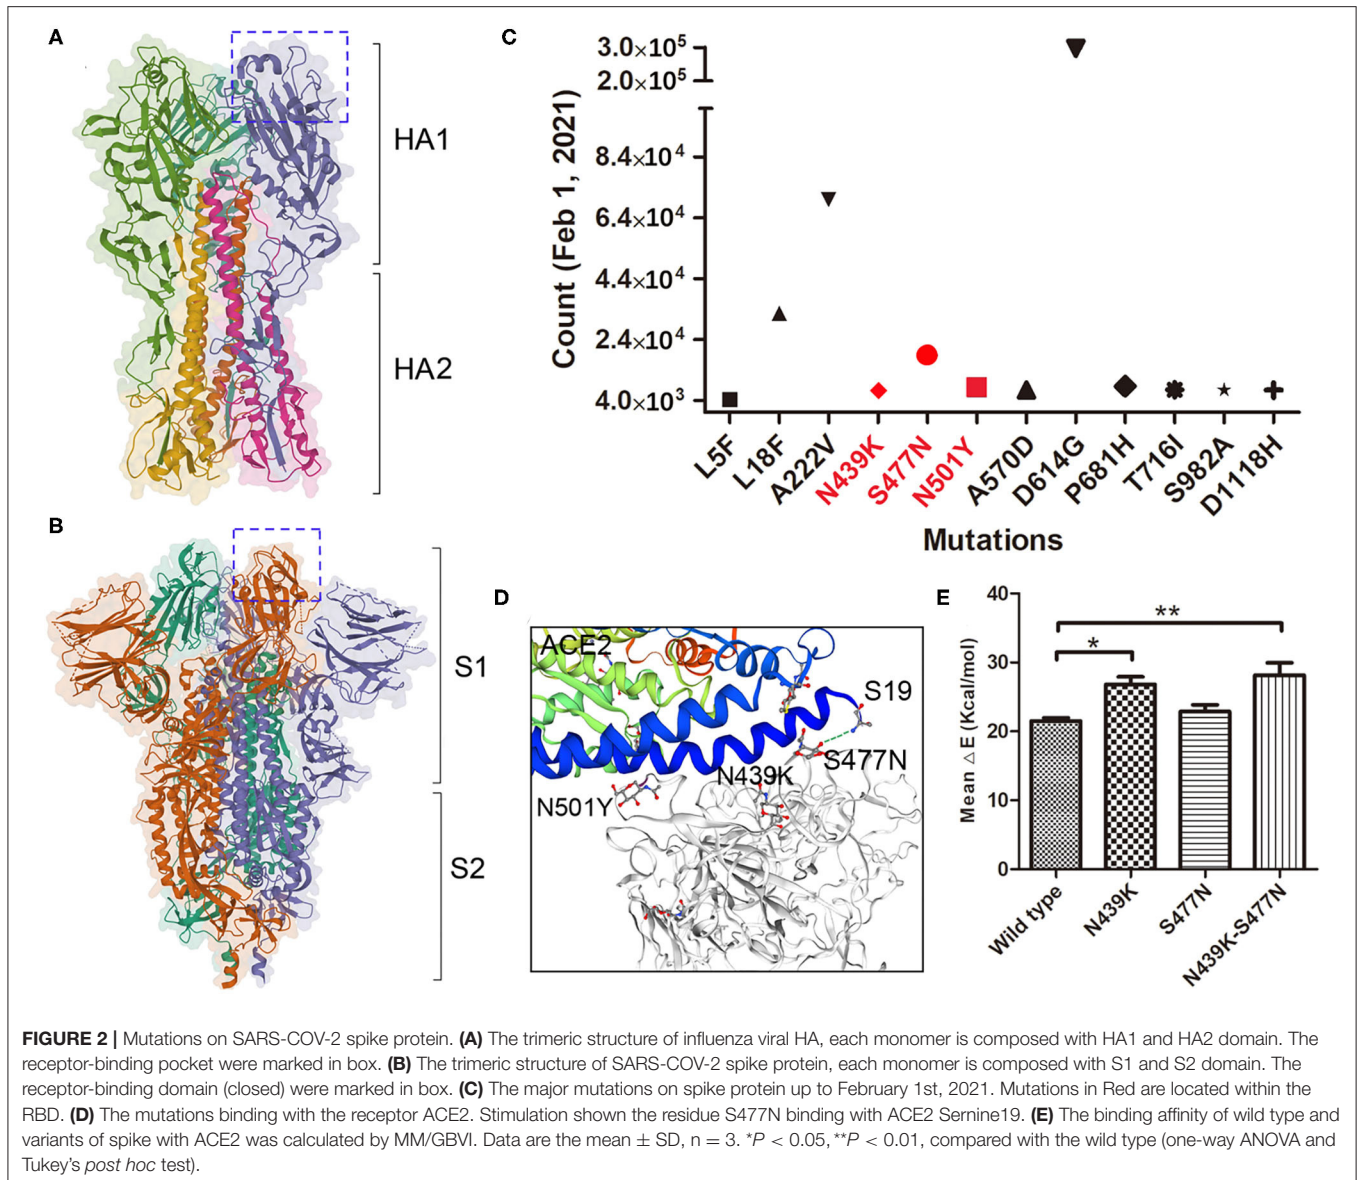 A
HA1
HA2
B
S1
S2
C
Count (Feb 1, 2021)
3.0×10⁵
2.0×10⁵
8.4×10⁴
6.4×10⁴
4.4×10⁴
2.4×10⁴
4.0×10³
L5F
L18F
A222V
N439K
S477N
N501Y
A570D
D614G
P681H
T716I
S982A
D1118H
Mutations
D
ACE2
S19
S477N
N439K
N501Y
E
Mean △ E (Kcal/mol)
40
30
20
10
0
*
**
Wild type
N439K
S477N
N439K-S477N
FIGURE 2 | Mutations on SARS-COV-2 spike protein. (A) The trimeric structure of influenza viral HA, each monomer is composed with HA1 and HA2 domain. The
receptor-binding pocket were marked in box. (B) The trimeric structure of SARS-COV-2 spike protein, each monomer is composed with S1 and S2 domain. The
receptor-binding domain (closed) were marked in box. (C) The major mutations on spike protein up to February 1st, 2021. Mutations in Red are located within the
RBD. (D) The mutations binding with the receptor ACE2. Stimulation shown the residue S477N binding with ACE2 Sernine19. (E) The binding affinity of wild type and
variants of spike with ACE2 was calculated by MM/GBVI. Data are the mean ± SD, n = 3. *P < 0.05, **P < 0.01, compared with the wild type (one-way ANOVA and
Tukey's post hoc test).